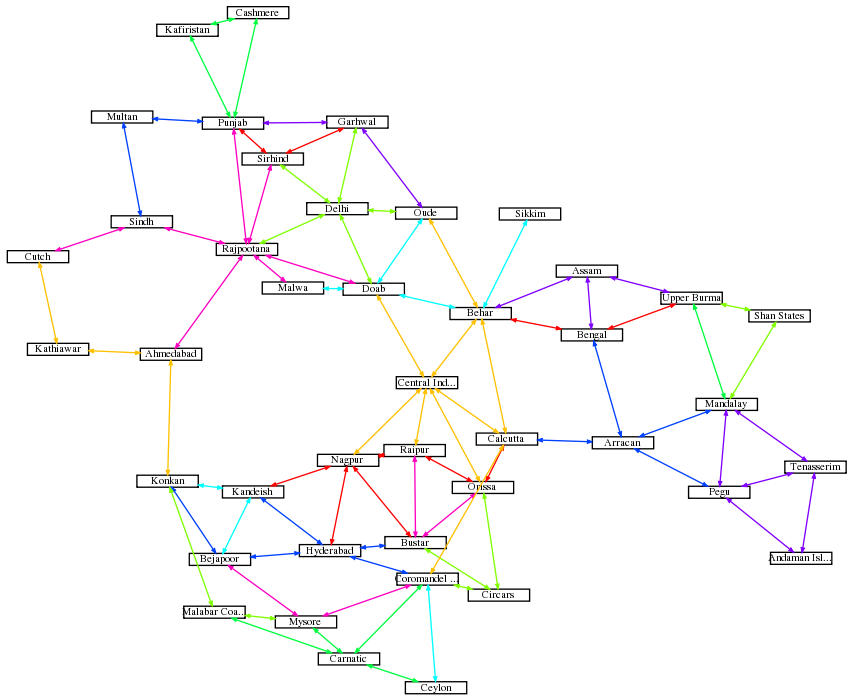 Cashmere
Kafiristan
Multan
Punjab
Garhwal
Sirhind
Delhi
Oude
Sikkim
Sindh
Rajpootana
Cutch
Assam
Malwa
Doab
Upper Burma
Behar
Shan States
Bengal
Kathiawar
Ahmedabad
Central Ind...
Mandalay
Calcutta
Arracan
Raipur
Nagpur
Tenasserim
Konkan
Kandeish
Orissa
Pegu
Bustar
Hyderabad
Bejapoor
Andaman Isl...
Coromandel ...
Circars
Malabar Coa...
Mysore
Carnatic
Ceylon